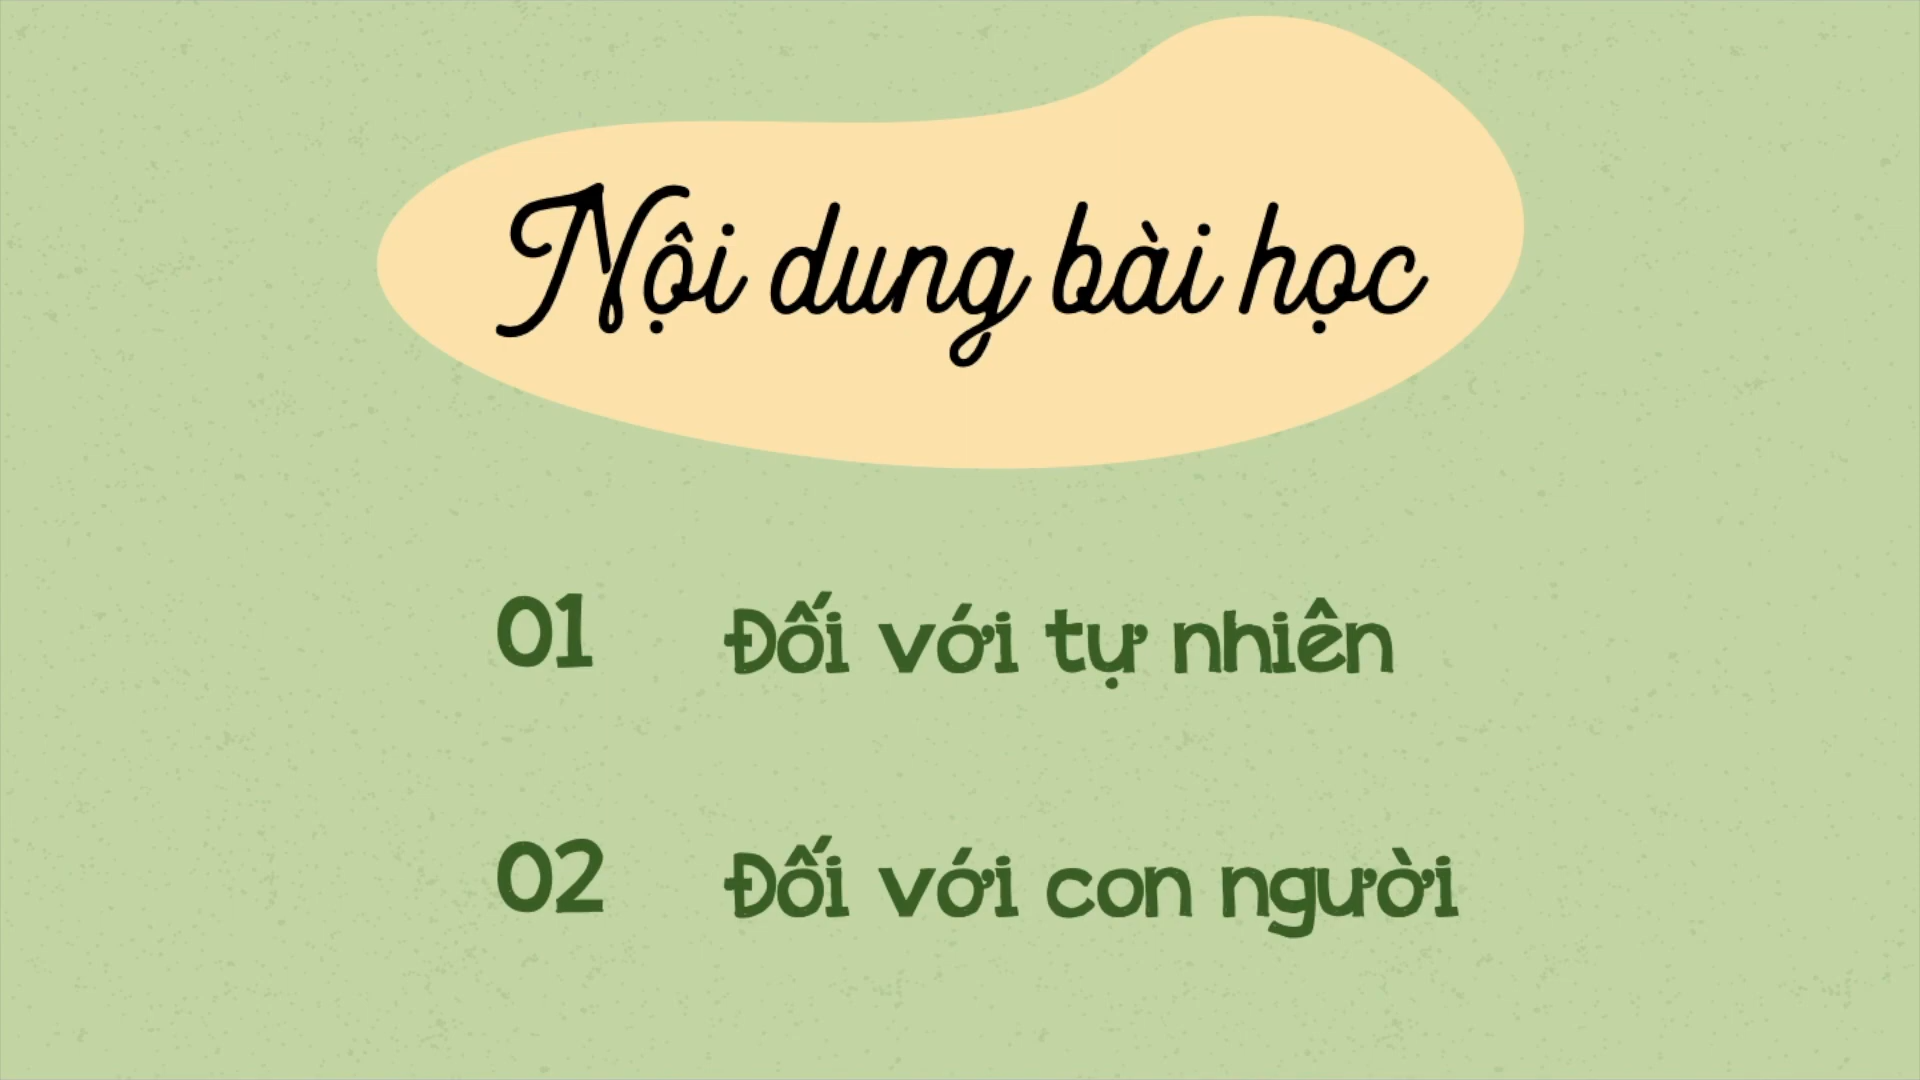 Nội dung bài học
01 Đối với tự nhiên
02 Đối với con người